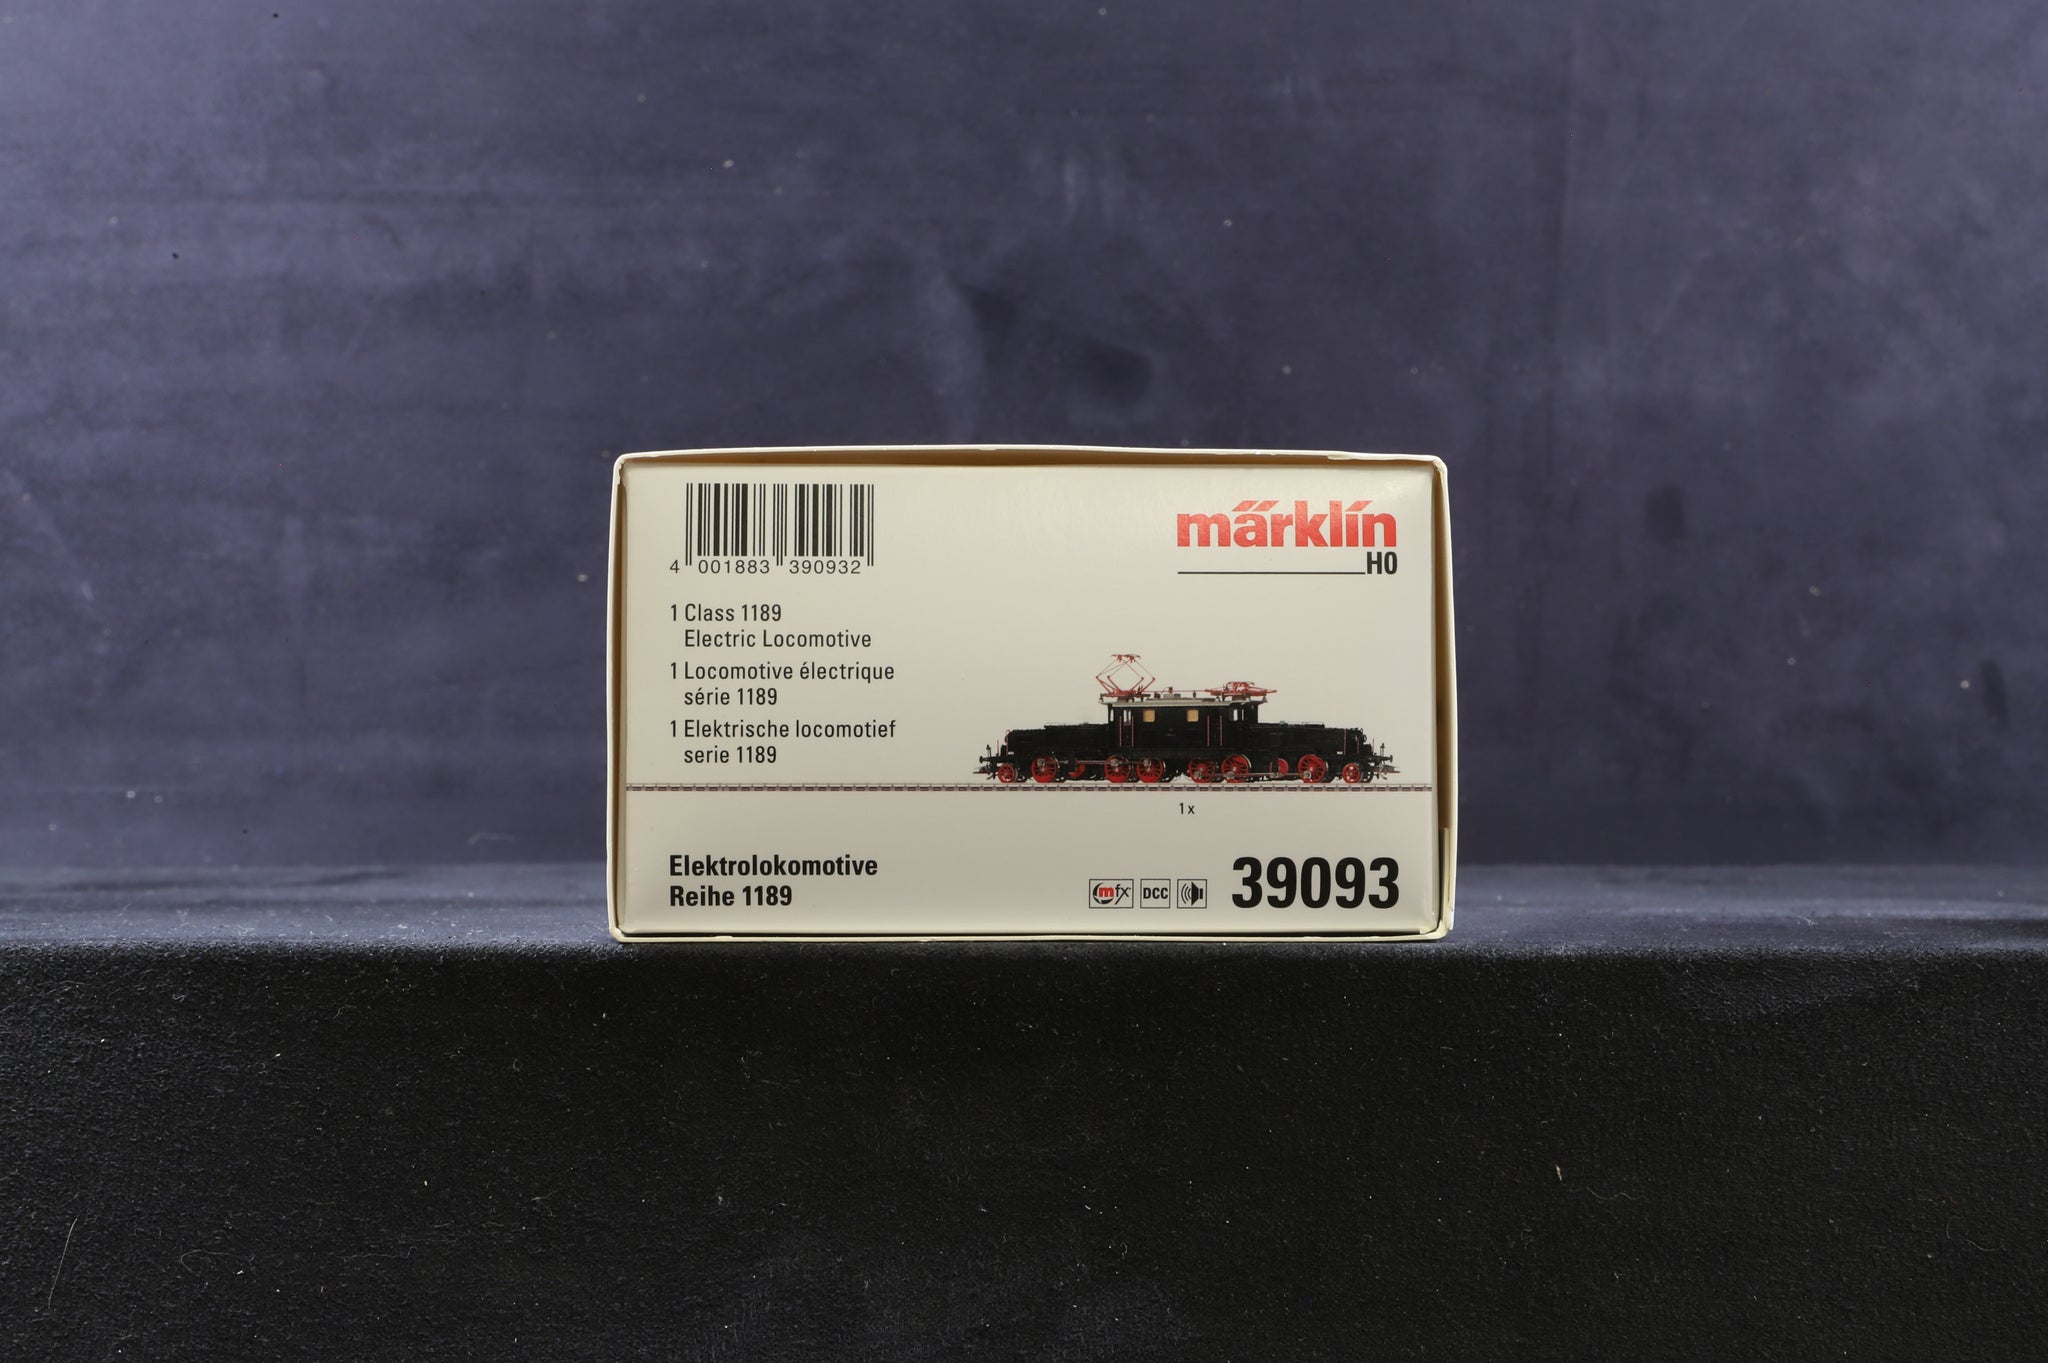 4 001883 390932
märklin
H0
1 Class 1189
Electric Locomotive
1 Locomotive électrique
série 1189
1 Elektrische locomotief
serie 1189
1x
Elektrolokomotive
Reihe 1189
mfx DCC
39093